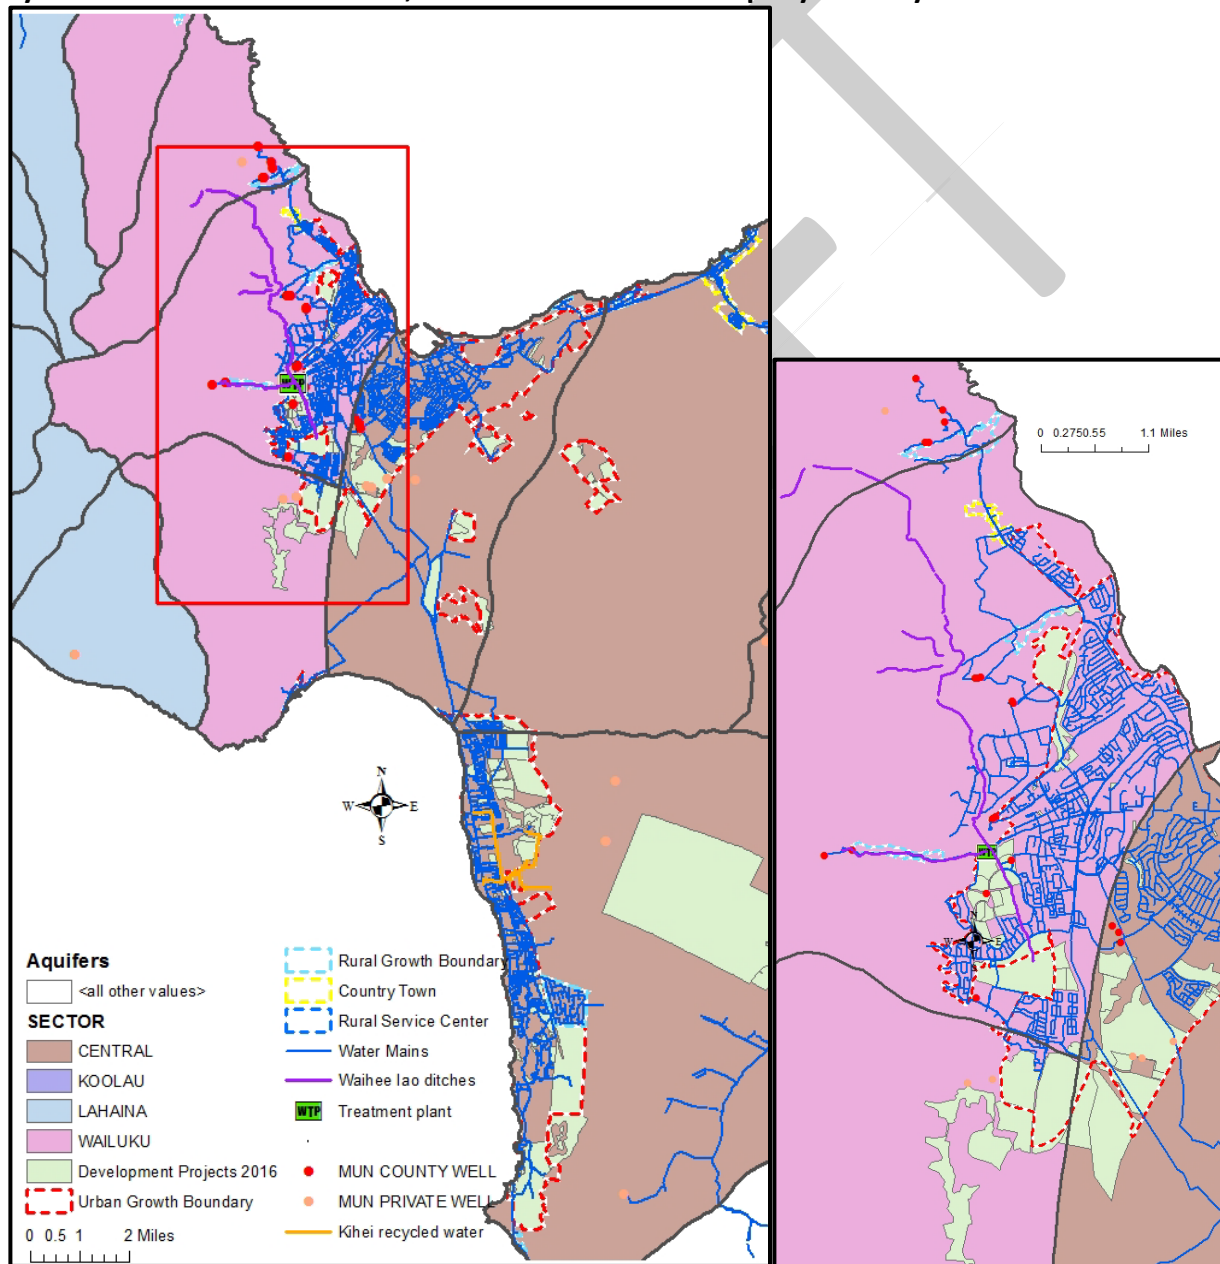 N
W E
S
WTP
0 0.2750.55 1.1 Miles
WTP
N
W E
Aquifers
<all other values>
SECTOR
CENTRAL
KOOLAU
LAHAINA
WAILUKU
Development Projects 2016
Urban Growth Boundary
0 0.5 1 2 Miles
Rural Growth Boundary
Country Town
Rural Service Center
Water Mains
Waihee Iao ditches
WTP Treatment plant
MUN COUNTY WELL
MUN PRIVATE WELL
Kihei recycled water